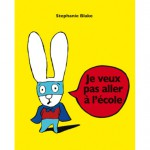 Stephanie Blake
je veux
pas aller
à l'école